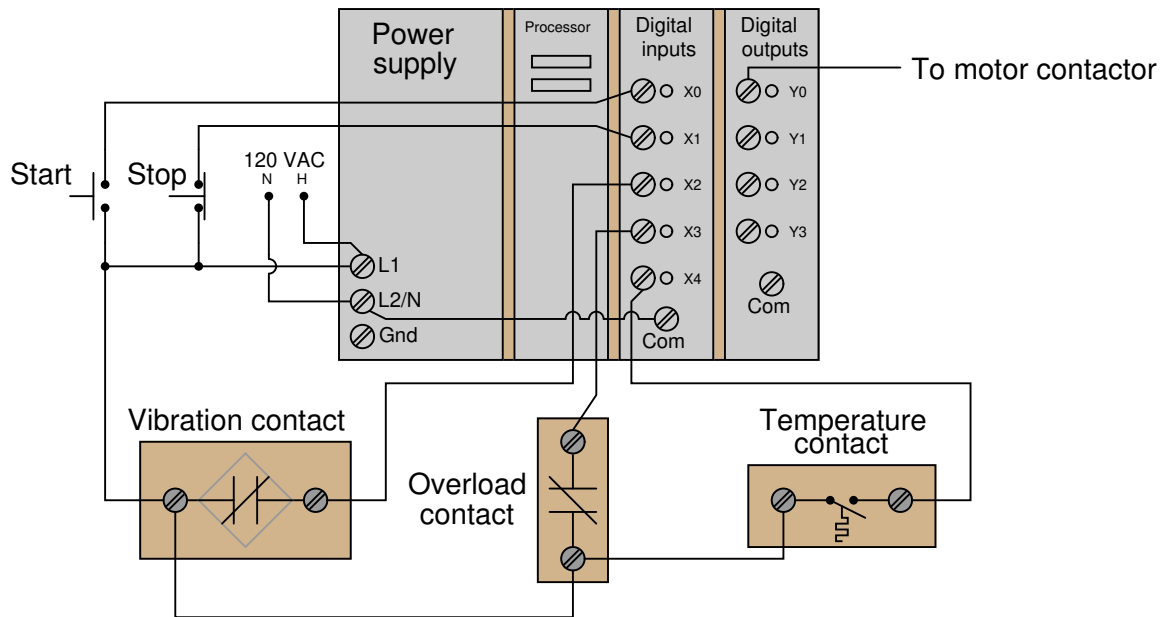 Power
supply
Processor
Digital
inputs
Digital
outputs
To motor contactor
X0
Y0
X1
Y1
120 VAC
N H
Start
Stop
X2
Y2
X3
Y3
L1
X4
L2/N
Com
Gnd
Com
Vibration contact
Overload
contact
Temperature
contact